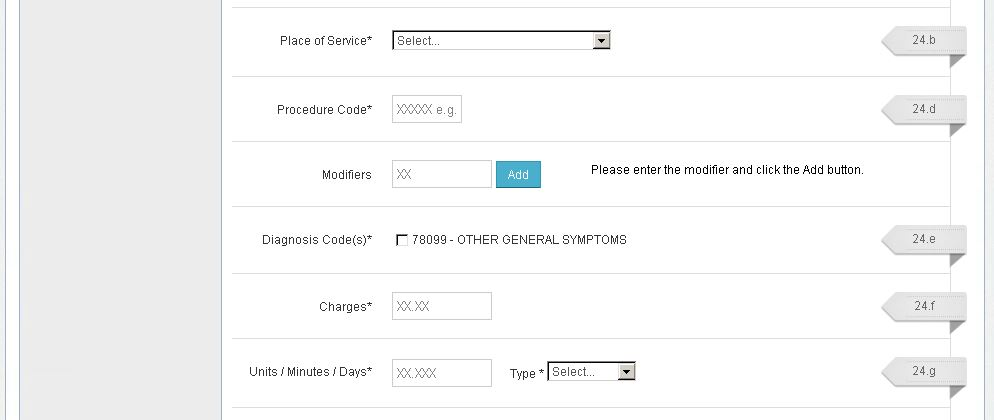 Place of Service* Select... 24.b
Procedure Code* XXXXX e.g. 24.d
Modifiers XX Add Please enter the modifier and click the Add button.
Diagnosis Code(s)* 78099 - OTHER GENERAL SYMPTOMS 24.e
Charges* XX.XX 24.f
Units / Minutes / Days* XX.XXX Type * Select... 24.g